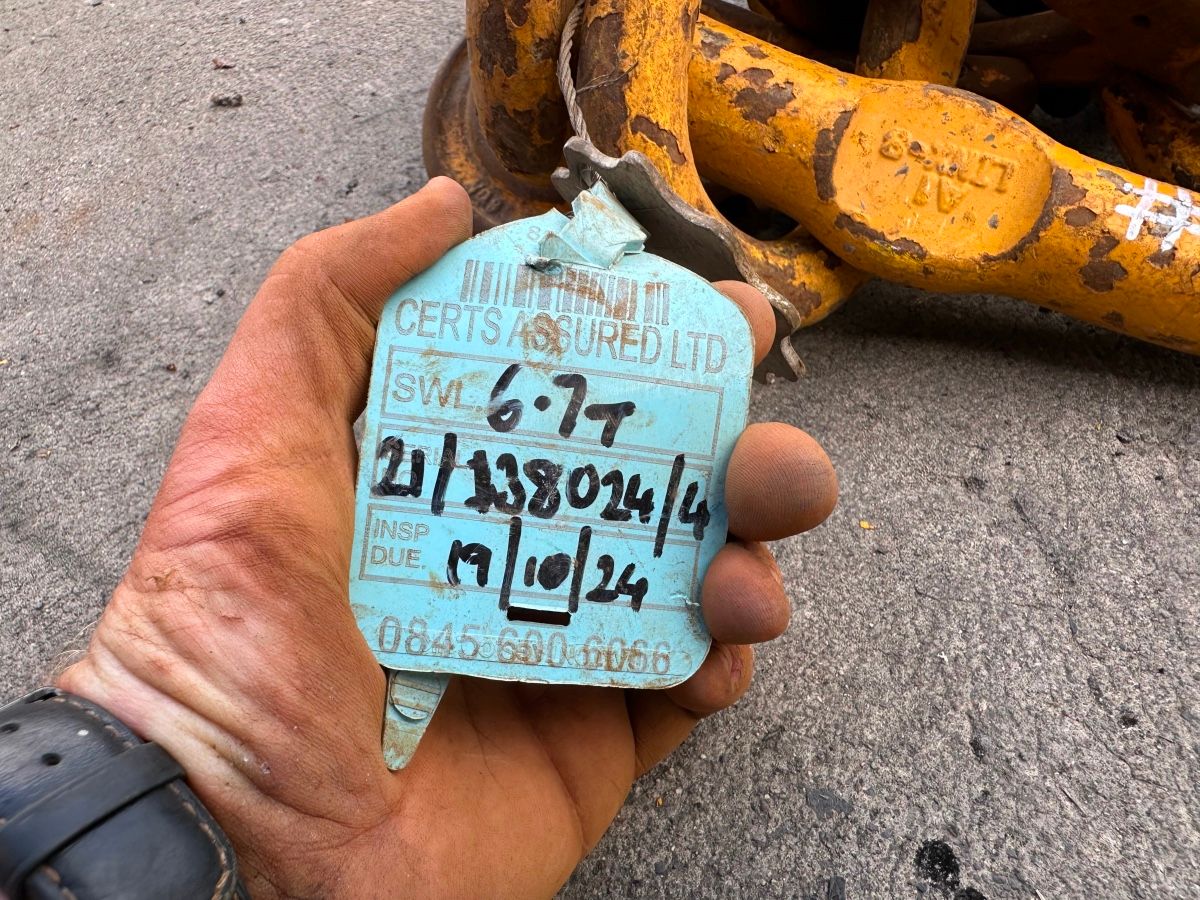 CERTS ASSURED LTD
SWL. 6.7T
21/138024/4
INSP
DUE. 19/10/24
0845 600 6066